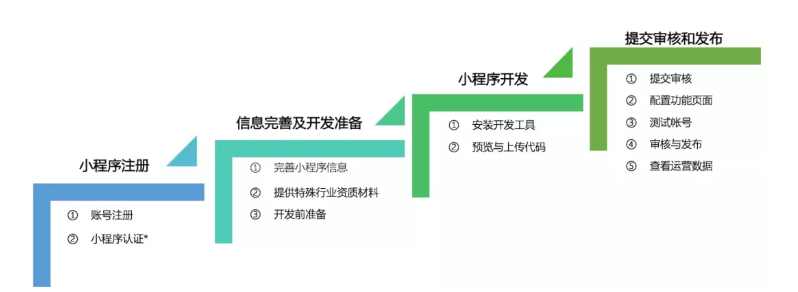 小程序注册
① 账号注册
② 小程序认证*
信息完善及开发准备
① 完善小程序信息
② 提供特殊行业资质材料
③ 开发前准备
小程序开发
① 安装开发工具
② 预览与上传代码
提交审核和发布
① 提交审核
② 配置功能页面
③ 测试帐号
④ 审核与发布
⑤ 查看运营数据